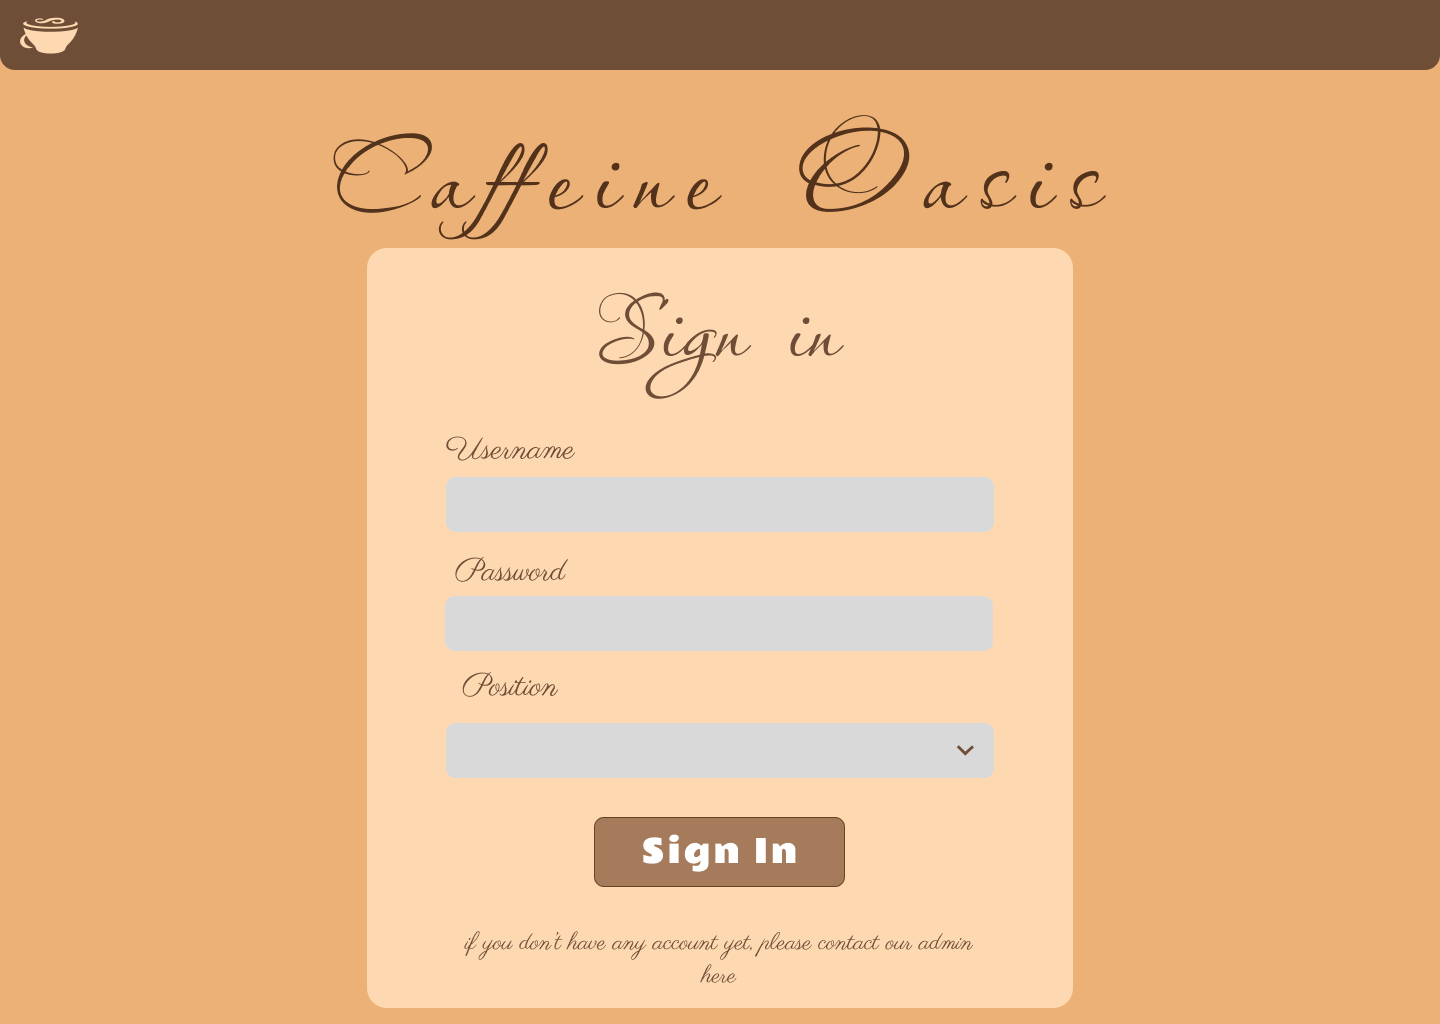 Caffeine Oasis
Sign in
Username
Password
Position
Sign In
if you don't have any account yet, please contact our admin
here